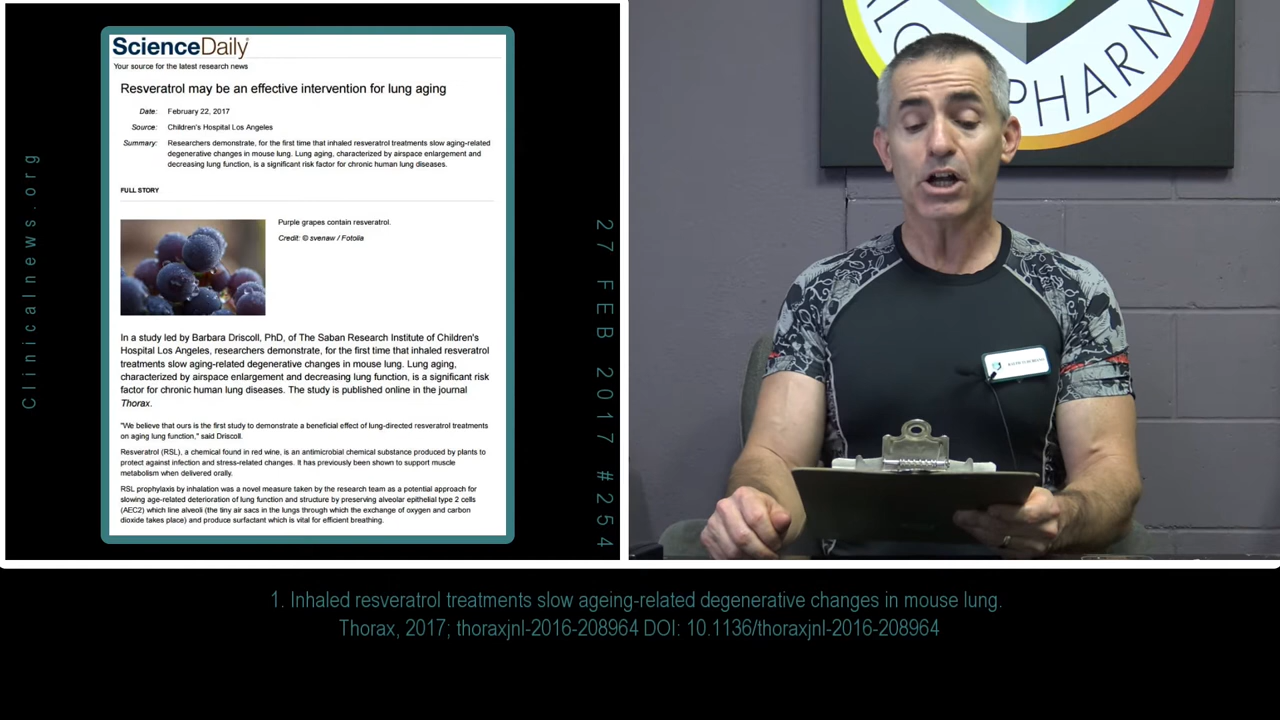 Clinicalnews.org
ScienceDaily
Your source for the latest research news
Resveratrol may be an effective intervention for lung aging
Date: February 22, 2017
Source: Children's Hospital Los Angeles
Summary: Researchers demonstrate, for the first time that inhaled resveratrol treatments slow aging-related
degenerative changes in mouse lung. Lung aging, characterized by airspace enlargement and
decreasing lung function, is a significant risk factor for chronic human lung diseases.
FULL STORY
Purple grapes contain resveratrol.
Credit: © svenaw / Fotolia
In a study led by Barbara Driscoll, PhD, of The Saban Research Institute of Children's
Hospital Los Angeles, researchers demonstrate, for the first time that inhaled resveratrol
treatments slow aging-related degenerative changes in mouse lung. Lung aging,
characterized by airspace enlargement and decreasing lung function, is a significant risk
factor for chronic human lung diseases. The study is published online in the journal
Thorax.
"We believe that ours is the first study to demonstrate a beneficial effect of lung-directed resveratrol treatments
on aging lung function," said Driscoll.
Resveratrol (RSL), a chemical found in red wine, is an antimicrobial chemical substance produced by plants to
protect against infection and stress-related changes. It has previously been shown to support muscle
metabolism when delivered orally.
RSL prophylaxis by inhalation was a novel measure taken by the research team as a potential approach for
slowing age-related deterioration of lung function and structure by preserving alveolar epithelial type 2 cells
(AEC2) which line alveoli (the tiny air sacs in the lungs through which the exchange of oxygen and carbon
dioxide takes place) and produce surfactant which is vital for efficient breathing.
27 FEB 2017 #254
PHARM
1. Inhaled resveratrol treatments slow ageing-related degenerative changes in mouse lung.
Thorax, 2017; thoraxjnl-2016-208964 DOI: 10.1136/thoraxjnl-2016-208964